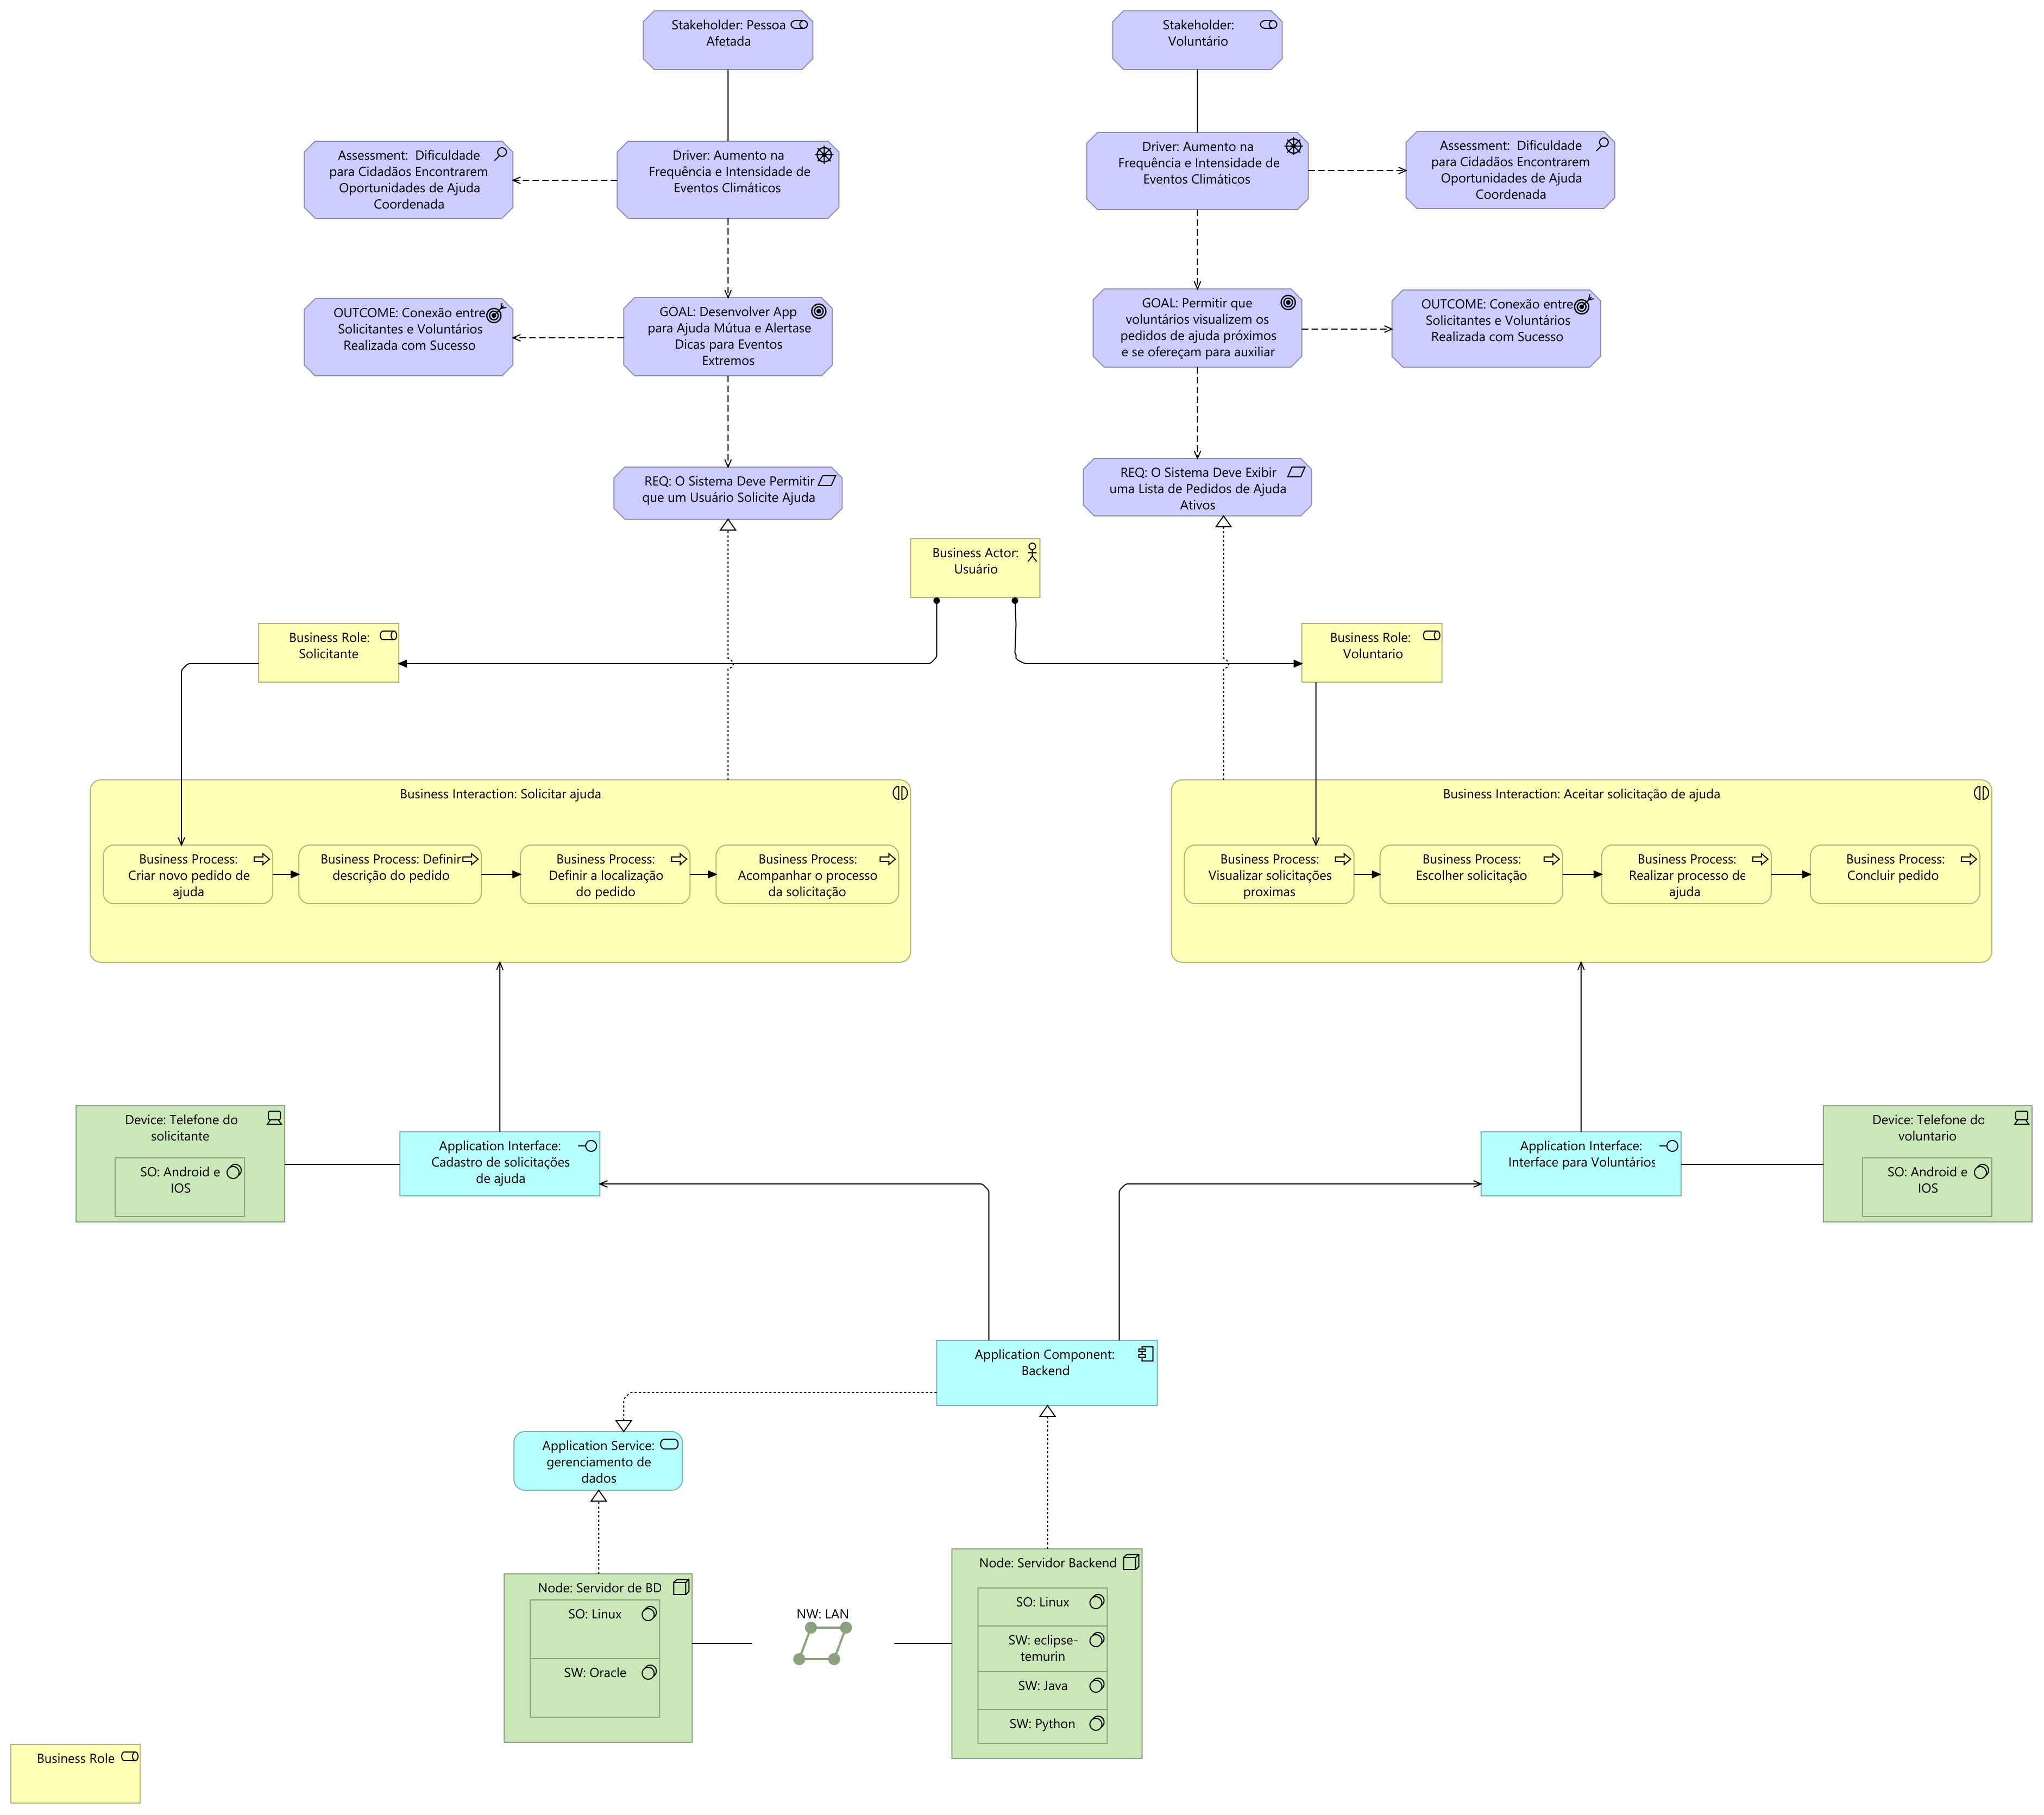 Stakeholder: Pessoa
Afetada
Stakeholder:
Voluntário
Assessment:  Dificuldade
para Cidadãos Encontrarem
Oportunidades de Ajuda
Coordenada
Driver: Aumento na
Frequência e Intensidade de
Eventos Climáticos
Driver: Aumento na
Frequência e Intensidade de
Eventos Climáticos
Assessment:  Dificuldade
para Cidadãos Encontrarem
Oportunidades de Ajuda
Coordenada
OUTCOME: Conexão entre
Solicitantes e Voluntários
Realizada com Sucesso
GOAL: Desenvolver App
para Ajuda Mútua e Alertase
Dicas para Eventos
Extremos
GOAL: Permitir que
voluntários visualizem os
pedidos de ajuda próximos
e se ofereçam para auxiliar
OUTCOME: Conexão entre
Solicitantes e Voluntários
Realizada com Sucesso
REQ: O Sistema Deve Permitir
que um Usuário Solicite Ajuda
REQ: O Sistema Deve Exibir
uma Lista de Pedidos de Ajuda
Ativos
Business Actor:
Usuário
Business Role:
Solicitante
Business Role:
Voluntario
Business Interaction: Solicitar ajuda
Business Process:
Criar novo pedido de
ajuda
Business Process: Definir
descrição do pedido
Business Process:
Definir a localização
do pedido
Business Process:
Acompanhar o processo
da solicitação
Business Interaction: Aceitar solicitação de ajuda
Business Process:
Visualizar solicitações
proximas
Business Process:
Escolher solicitação
Business Process:
Realizar processo de
ajuda
Business Process:
Concluir pedido
Device: Telefone do
solicitante
SO: Android e
IOS
Application Interface:
Cadastro de solicitações
de ajuda
Application Interface:
Interface para Voluntários
Device: Telefone do
voluntario
SO: Android e
IOS
Application Component:
Backend
Application Service:
gerenciamento de
dados
Node: Servidor de BD
SO: Linux
SW: Oracle
NW: LAN
Node: Servidor Backend
SO: Linux
SW: eclipse-
temurin
SW: Java
SW: Python
Business Role